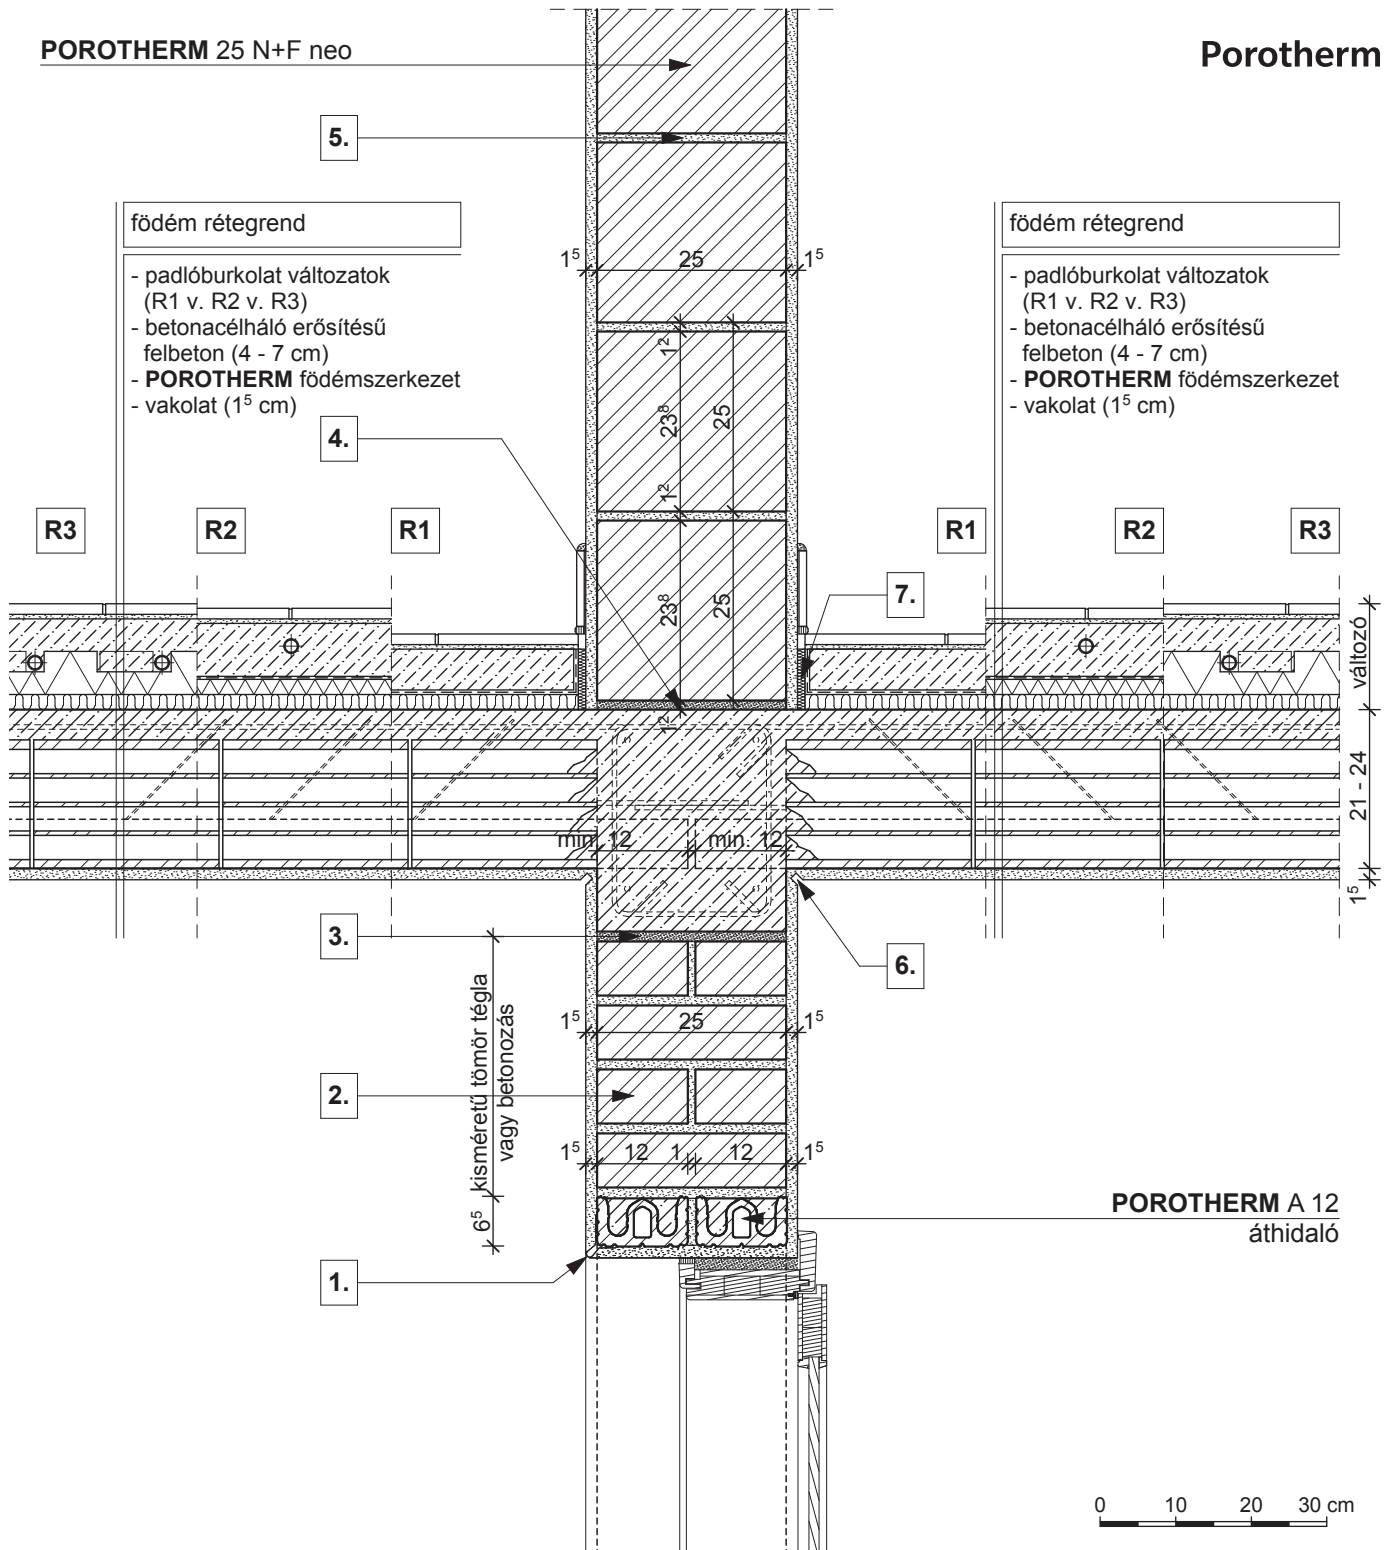 POROTHERM 25 N+F neo
Porotherm
5.
födém rétegrend
- padlóburkolat változatok
(R1 v. R2 v. R3)
- betonacélháló erősítésű
felbeton (4 - 7 cm)
- POROTHERM födémszerkezet
- vakolat (1⁵ cm)
födém rétegrend
- padlóburkolat változatok
(R1 v. R2 v. R3)
- betonacélháló erősítésű
felbeton (4 - 7 cm)
- POROTHERM födémszerkezet
- vakolat (1⁵ cm)
1⁵ 25 1⁵
1²
23⁸ 25
1²
4.
R3 R2 R1
R1 R2 R3
23⁸ 25
7.
változó
1²
21 - 24
min. 12 min. 12
1⁵
3.
6.
kisméretű tömör tégla
vagy betonozás
1⁵ 25 1⁵
2.
1⁵ 12 1 12 1⁵
6⁵
POROTHERM A 12
áthidaló
1.
0 10 20 30 cm